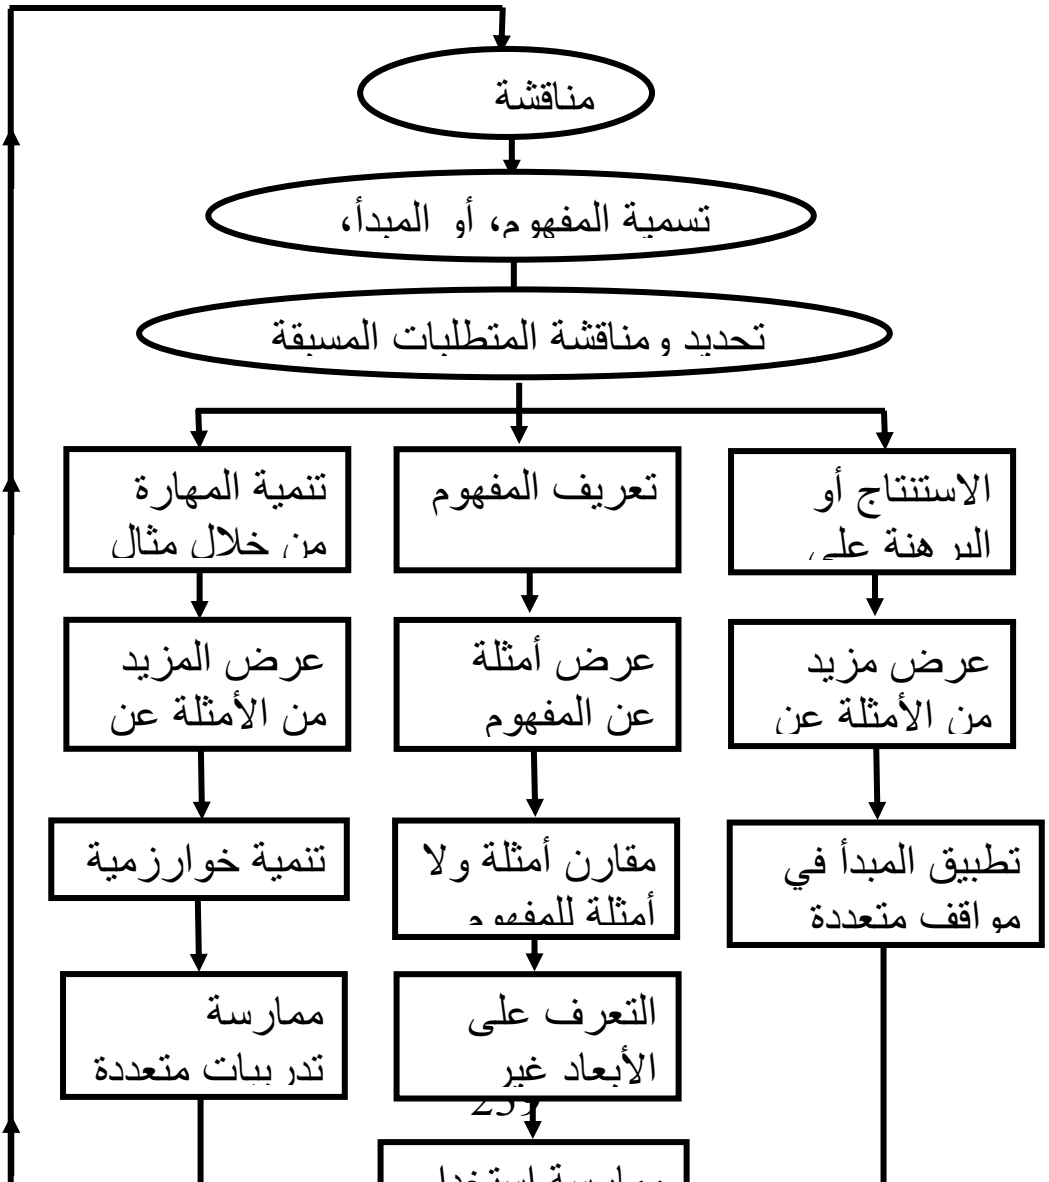 مناقشة
تسمية المفهوم، أو المبدأ،
تحديد ومناقشة المتطلبات المسبقة
الاستنتاج أو
البرهنة على
تعريف المفهوم
تنمية المهارة
من خلال مثال
عرض مزيد
من الأمثلة عن
عرض أمثلة
عن المفهوم
عرض المزيد
من الأمثلة عن
تطبيق المبدأ في
مواقف متعددة
مقارن أمثلة ولا
أمثلة للمفهوم
تنمية خوارزمية
التعرف على
الأبعاد غير
ممارسة
تدريبات متعددة
ممارسة